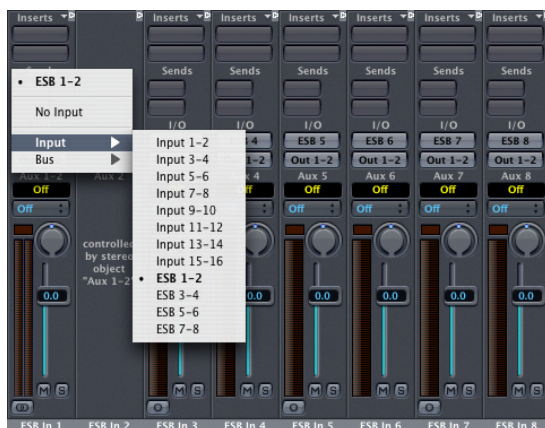 Inserts Inserts Inserts Inserts Inserts Inserts Inserts
Sends Sends Sends Sends Sends Sends
• ESB 1-2
No Input
I/O I/O I/O I/O I/O I/O
Input
Bus
Input 1-2
Input 3-4
Input 5-6
Input 7-8
Input 9-10
Input 11-12
Input 13-14
Input 15-16
• ESB 1-2
ESB 3-4
ESB 5-6
ESB 7-8
4 ESB 5 ESB 6 ESB 7 ESB 8
1-2 Out 1-2 Out 1-2 Out 1-2 Out 1-2
Aux 1-2 Aux 2 4 Aux 5 Aux 6 Aux 7 Aux 8
Off Off Off Off Off Off
Off Off Off Off Off
controlled
by stereo
object
"Aux 1-2"
0.0 0.0 0.0 0.0 0.0 0.0
M S M S M S M S M S M S M S
ESB In 1 ESB In 2 ESB In 3 ESB In 4 ESB In 5 ESB In 6 ESB In 7 ESB In 8